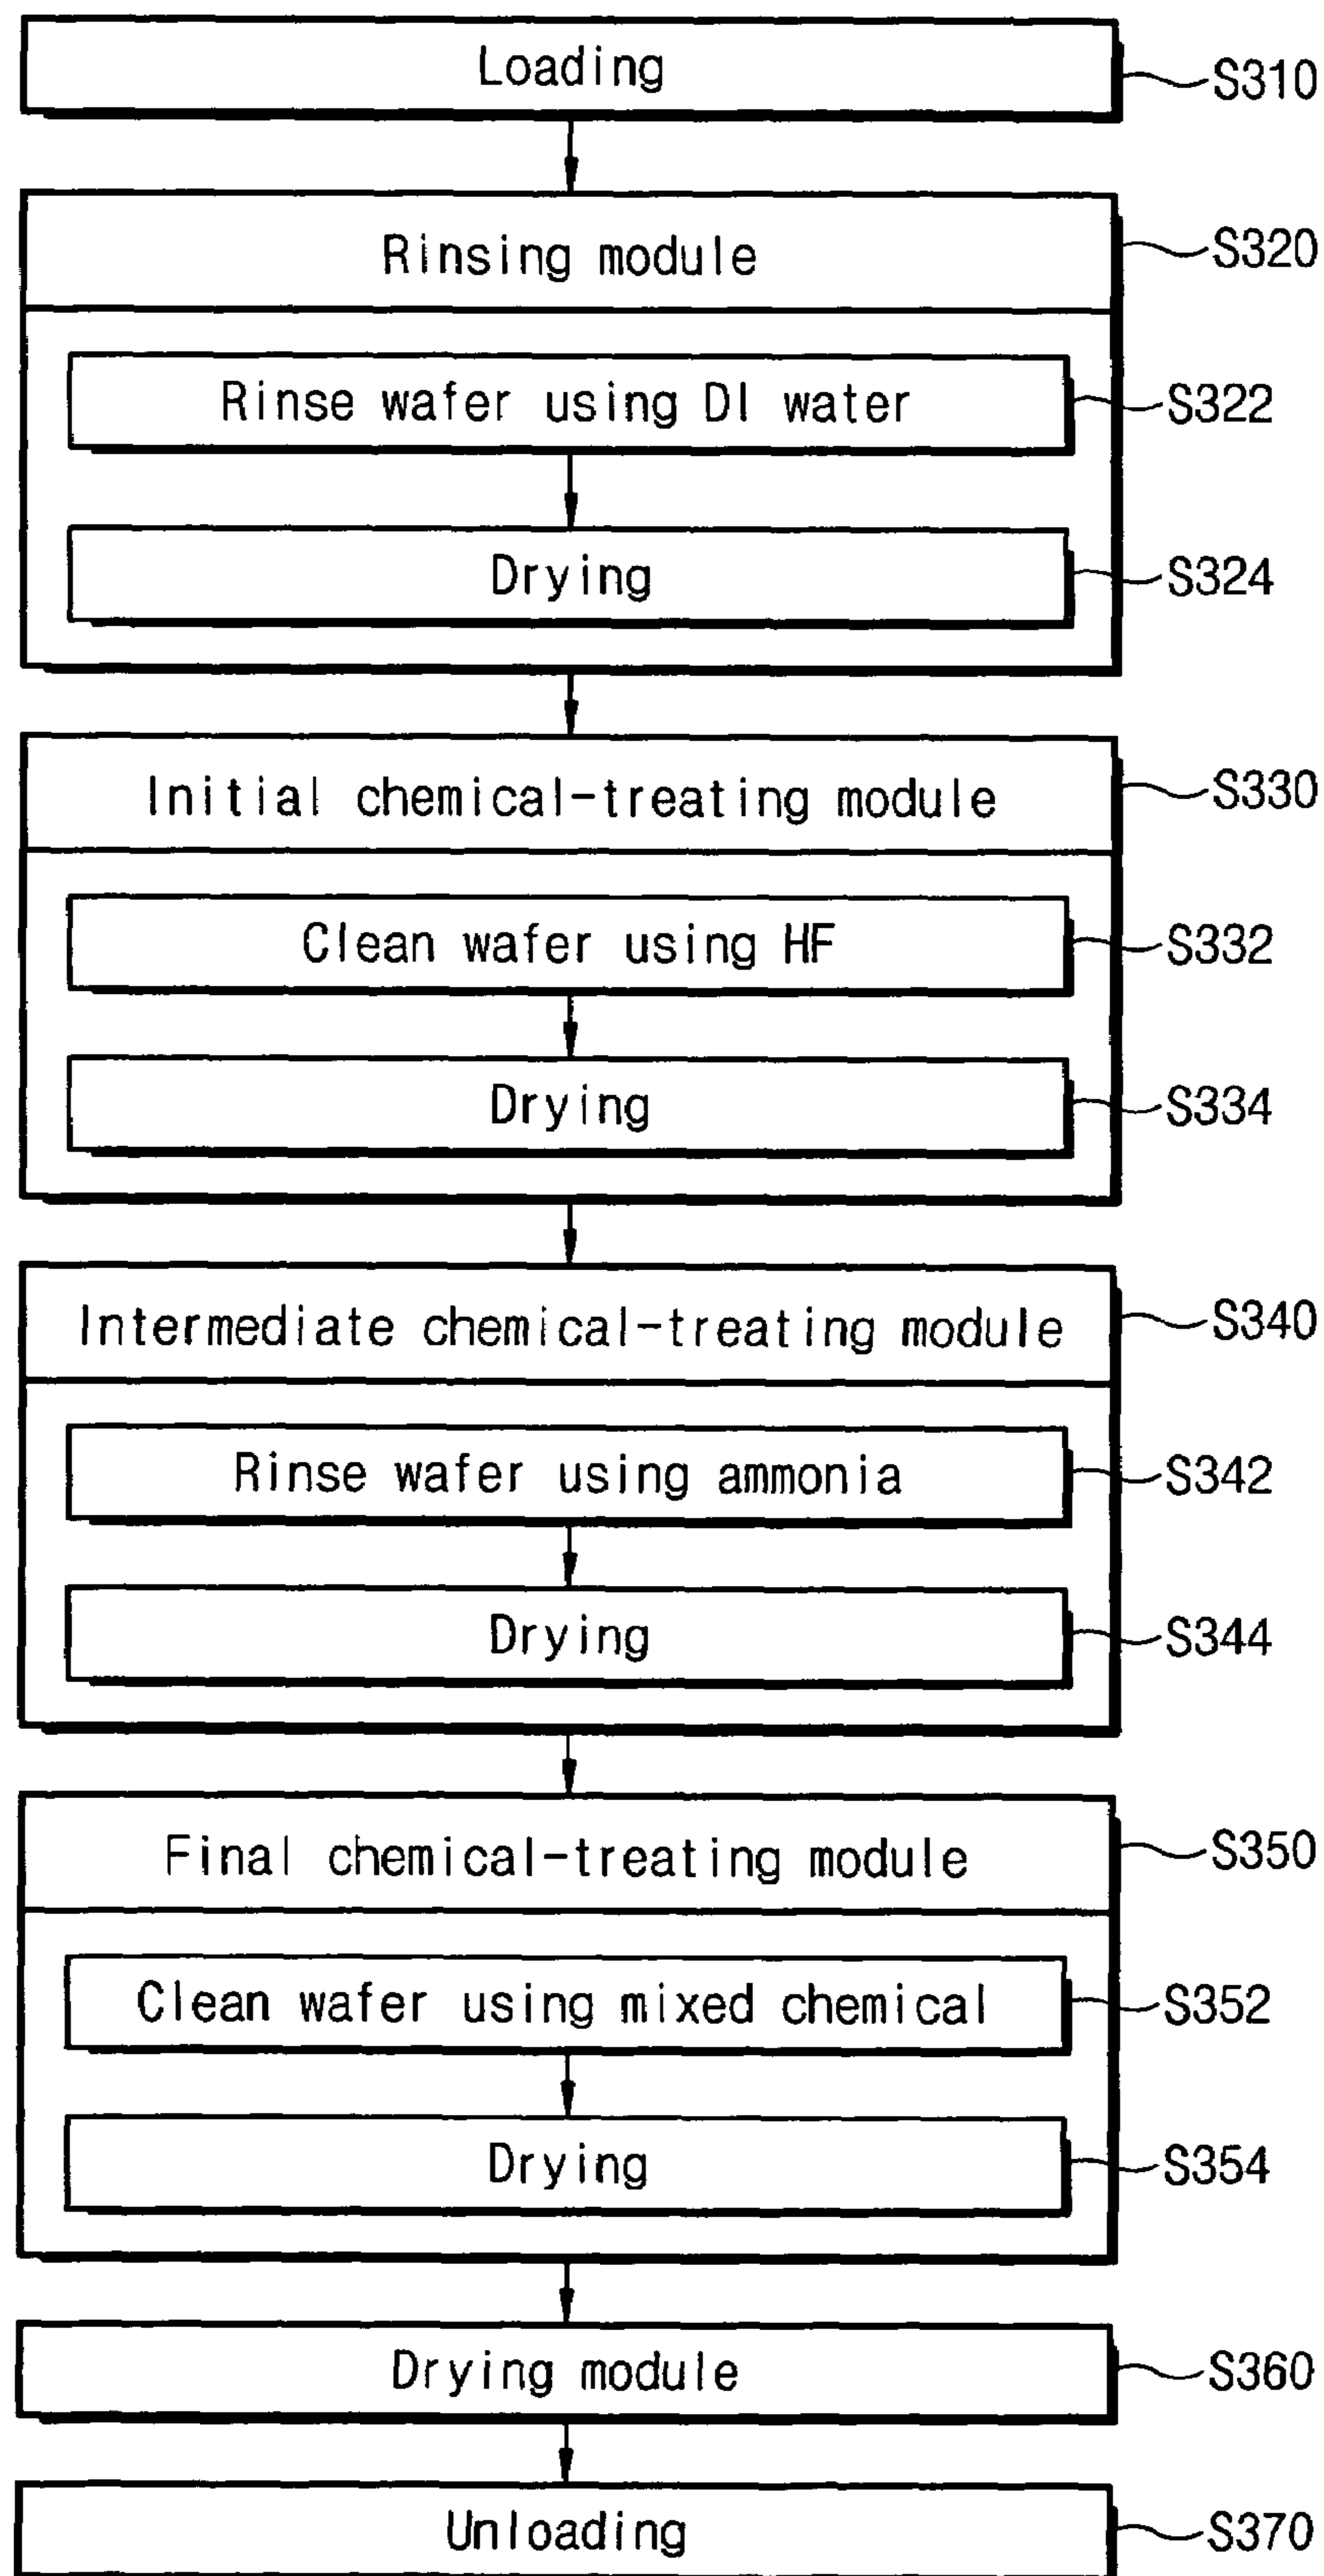 Loading
S310
Rinsing module
S320
Rinse wafer using DI water
S322
Drying
S324
Initial chemical-treating module
S330
Clean wafer using HF
S332
Drying
S334
Intermediate chemical-treating module
S340
Rinse wafer using ammonia
S342
Drying
S344
Final chemical-treating module
S350
Clean wafer using mixed chemical
S352
Drying
S354
Drying module
S360
Unloading
S370